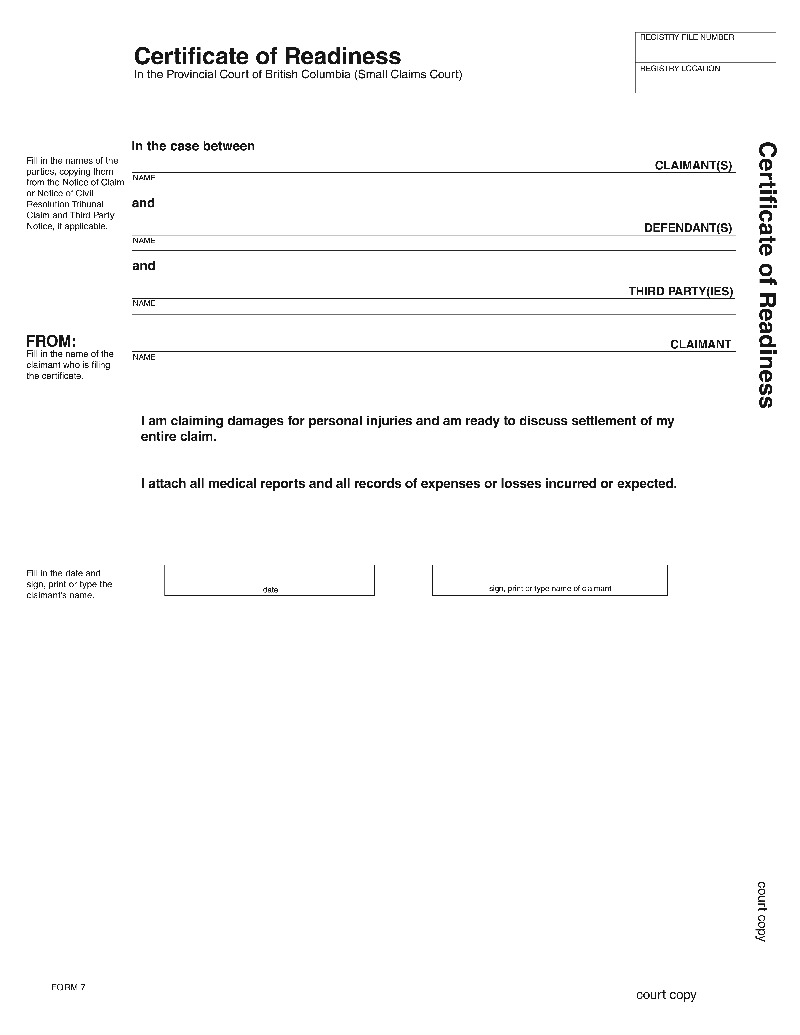 REGISTRY FILE NUMBER
Certificate of Readiness
In the Provincial Court of British Columbia (Small Claims Court)
REGISTRY LOCATION
Certificate of Readiness
In the case between
Fill in the names of the
parties, copying them
from the Notice of Claim
or Notice of Civil
Resolution Tribunal
Claim and Third Party
Notice, if applicable.
CLAIMANT(S)
NAME
and
DEFENDANT(S)
NAME
and
THIRD PARTY(IES)
NAME
FROM:
Fill in the name of the
claimant who is filing
the certificate.
CLAIMANT
NAME
I am claiming damages for personal injuries and am ready to discuss settlement of my
entire claim.
I attach all medical reports and all records of expenses or losses incurred or expected.
Fill in the date and
sign, print or type the
claimant's name.
date
sign, print or type name of claimant
court copy
FORM 7
court copy